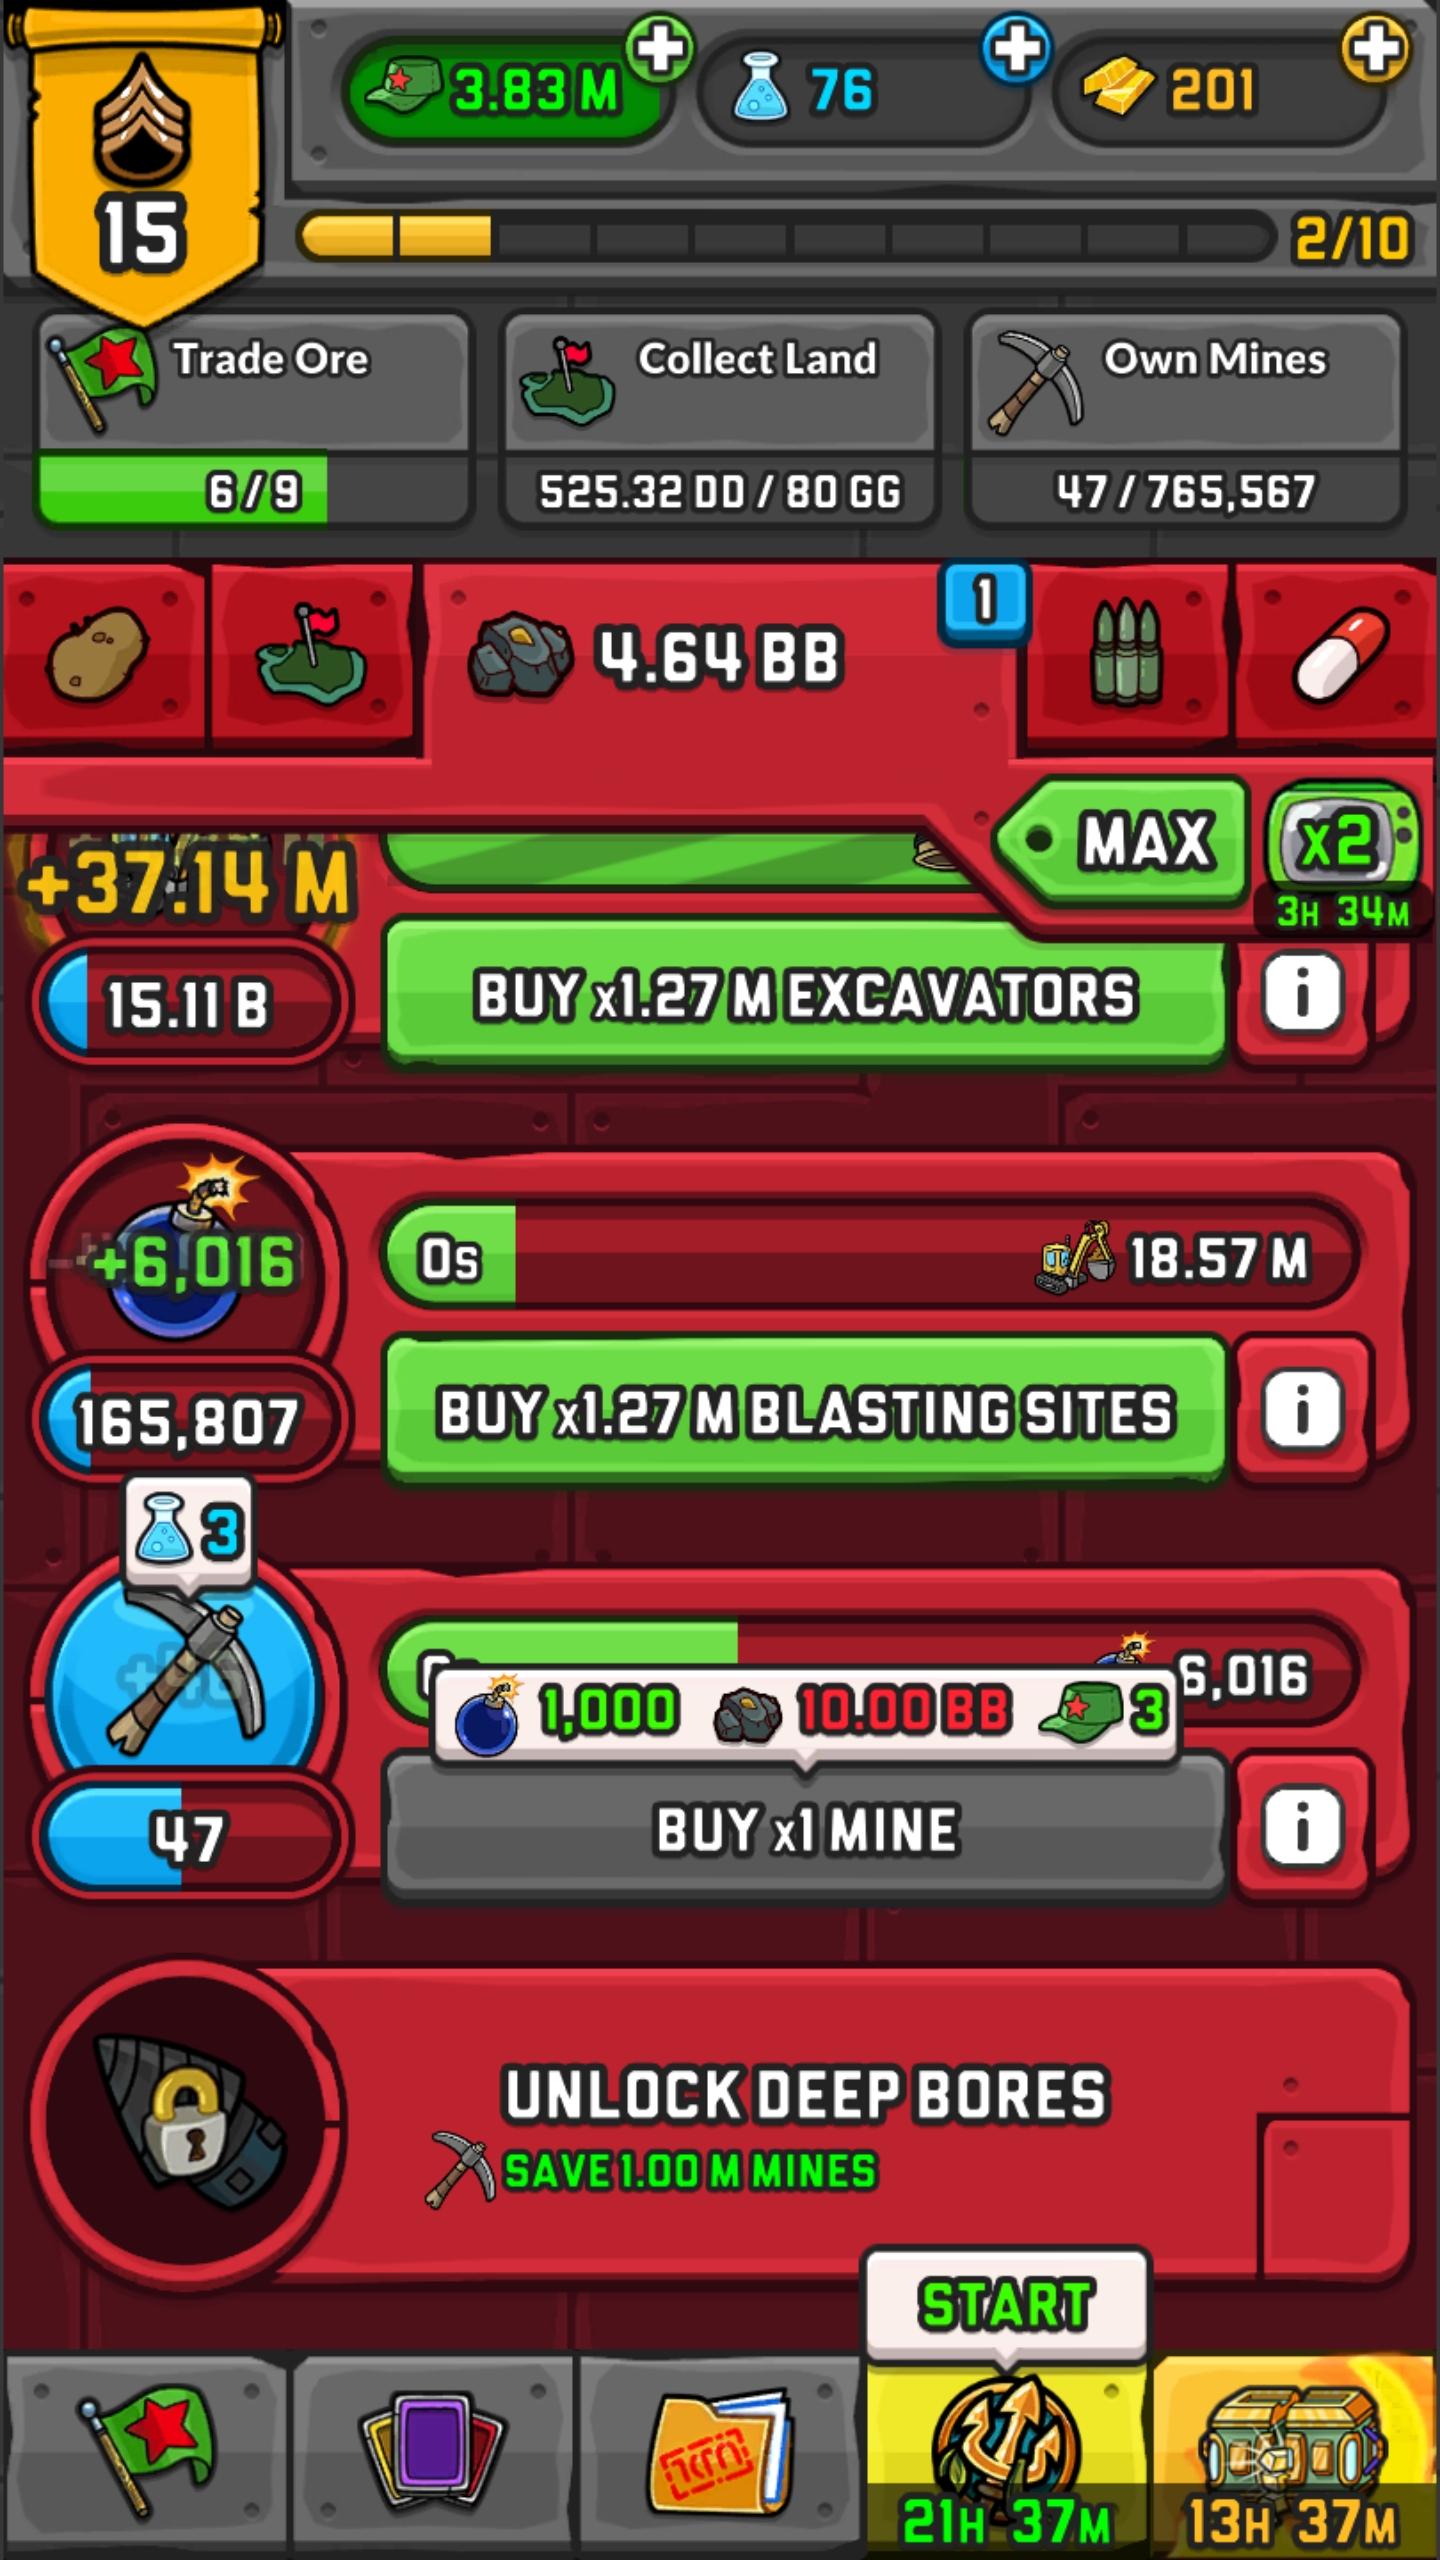 3.83 M
76
201
15
2/10
Trade Ore
Collect Land
Own Mines
6/9
525.32 DD / 80 GG
47 / 765,567
4.64 BB
1
MAX
x2
3H 34M
+37.14 M
15.11 B
BUY x1.27 M EXCAVATORS
+6,016
0s
18.57 M
165,807
BUY x1.27 M BLASTING SITES
3
6,016
1,000
10.00 BB
3
47
BUY x1 MINE
UNLOCK DEEP BORES
SAVE 1.00 M MINES
START
21H 37M
13H 37M